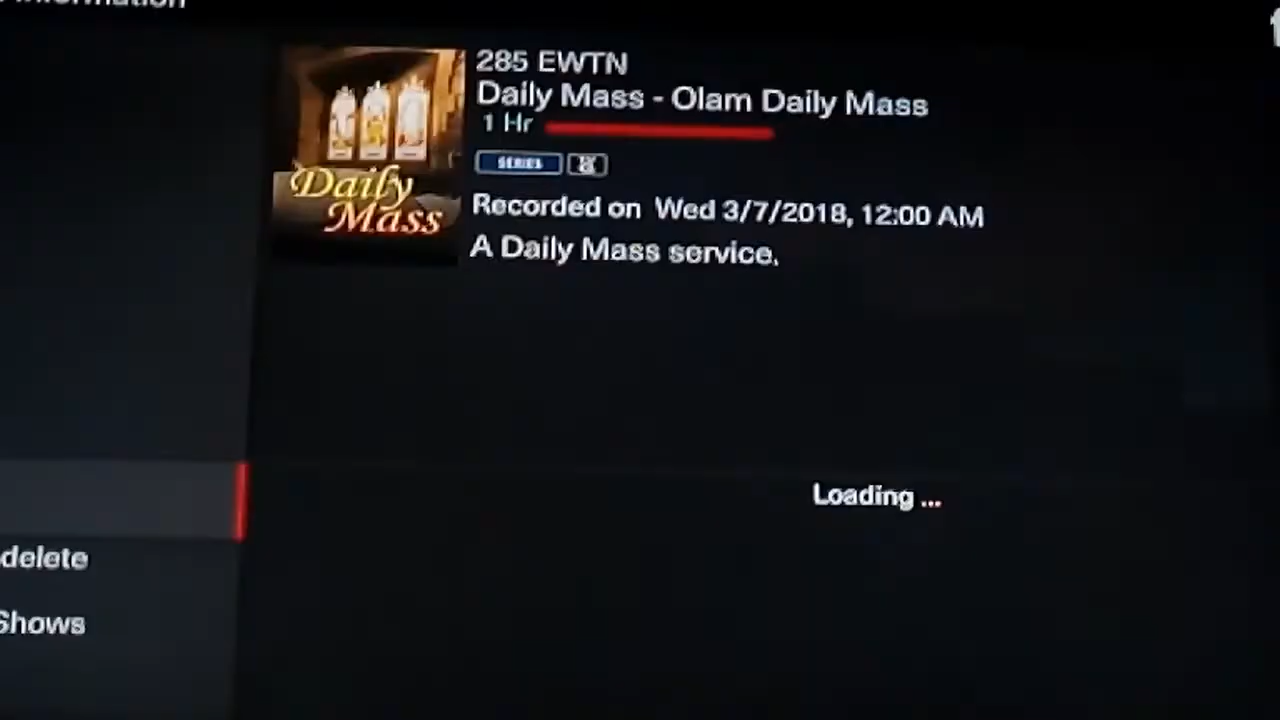 Information
285 EWTN
Daily Mass - Olam Daily Mass
1 Hr
SERIES
Daily
Mass
Recorded on Wed 3/7/2018, 12:00 AM
A Daily Mass service.
Loading ...
delete
Shows